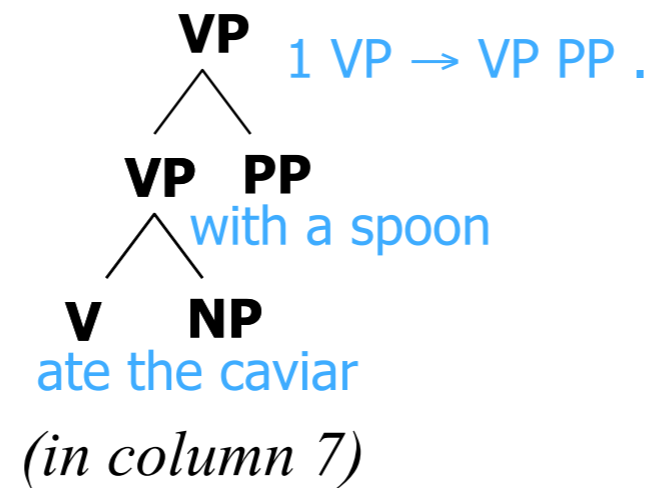 VP 1 VP → VP PP .
VP PP
with a spoon
V NP
ate the caviar
(in column 7)